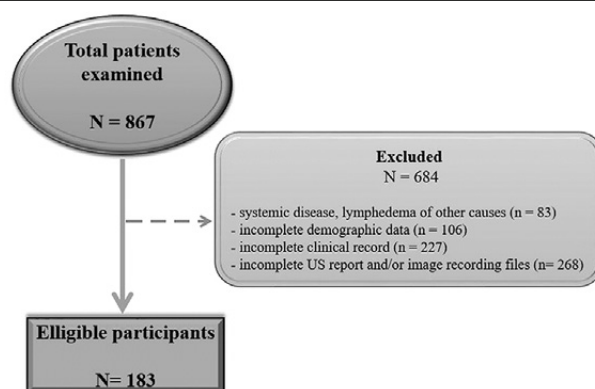 Total patients
examined
N = 867
Excluded
N = 684
- systemic disease, lymphedema of other causes (n = 83)
- incomplete demographic data (n = 106)
- incomplete clinical record (n = 227)
- incomplete US report and/or image recording files (n= 268)
Elligible participants
N= 183